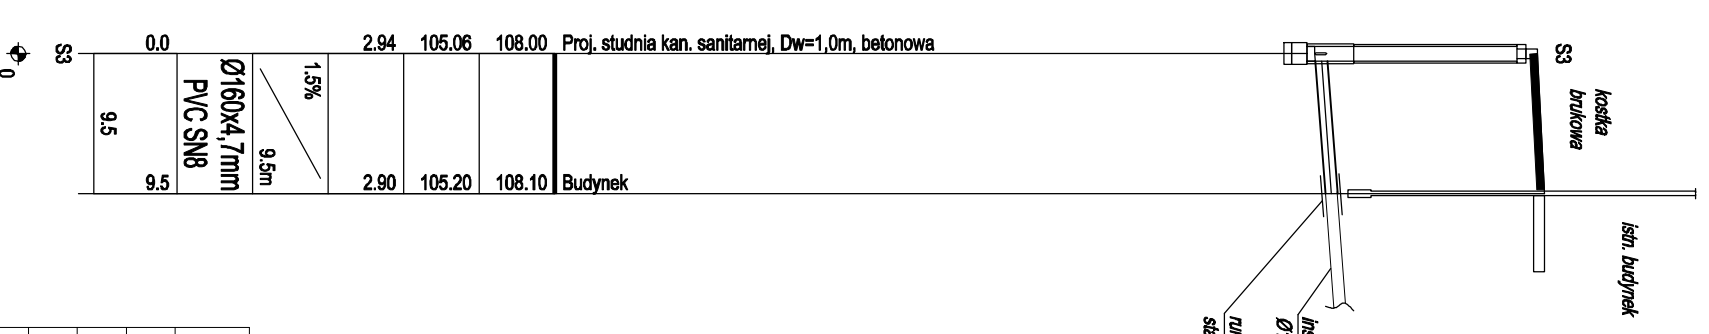 S3
0.0
2.94
105.06
108.00
Proj. studnia kan. sanitarnej, Dw=1,0m, betonowa
S3
kostka
brukowa
0
9.5
Ø160x4,7mm
PVC SN8
1.5%
9.5m
9.5
2.90
105.20
108.10
Budynek
istn. budynek